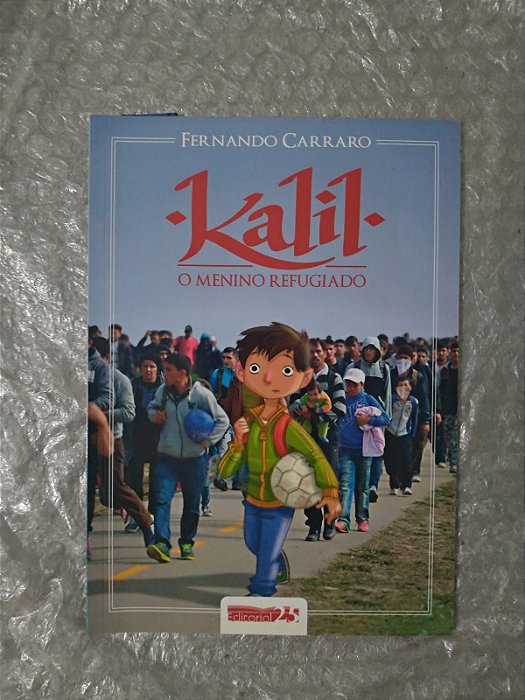 FERNANDO CARRARO
·Kalil·
O MENINO REFUGIADO
Editorial 25